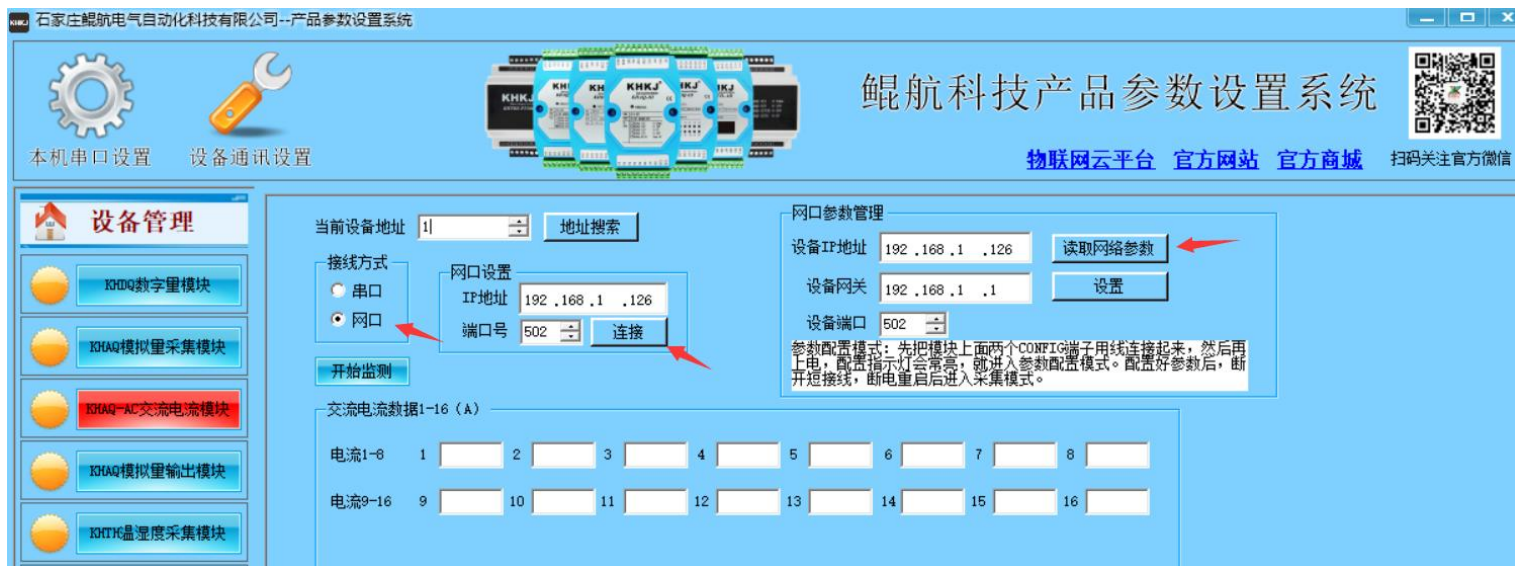 石家庄鲲航电气自动化科技有限公司--产品参数设置系统
鲲航科技产品参数设置系统
本机串口设置 设备通讯设置
物联网云平台 官方网站 官方商城 扫码关注官方微信
KHKJ KHKJ
设备管理
KHDQ数字量模块
KHAQ模拟量采集模块
KHAQ-AC交流电流模块
KHAQ模拟量输出模块
KHTH温湿度采集模块
当前设备地址 1 地址搜索
接线方式
串口
网口
网口设置
IP地址 192 .168 .1 .126
端口号 502 连接
开始监测
网口参数管理
设备IP地址 192 .168 .1 .126 读取网络参数
设备网关 192 .168 .1 .1 设置
设备端口 502
参数配置模式：先把模块上面两个CONFIG端子用线连接起来，然后再
上电，配置指示灯会常亮，就进入参数配置模式。配置好参数后，断
开短接线，断电重启后进入采集模式。
交流电流数据1-16（A）
电流1-8 1 2 3 4 5 6 7 8
电流9-16 9 10 11 12 13 14 15 16